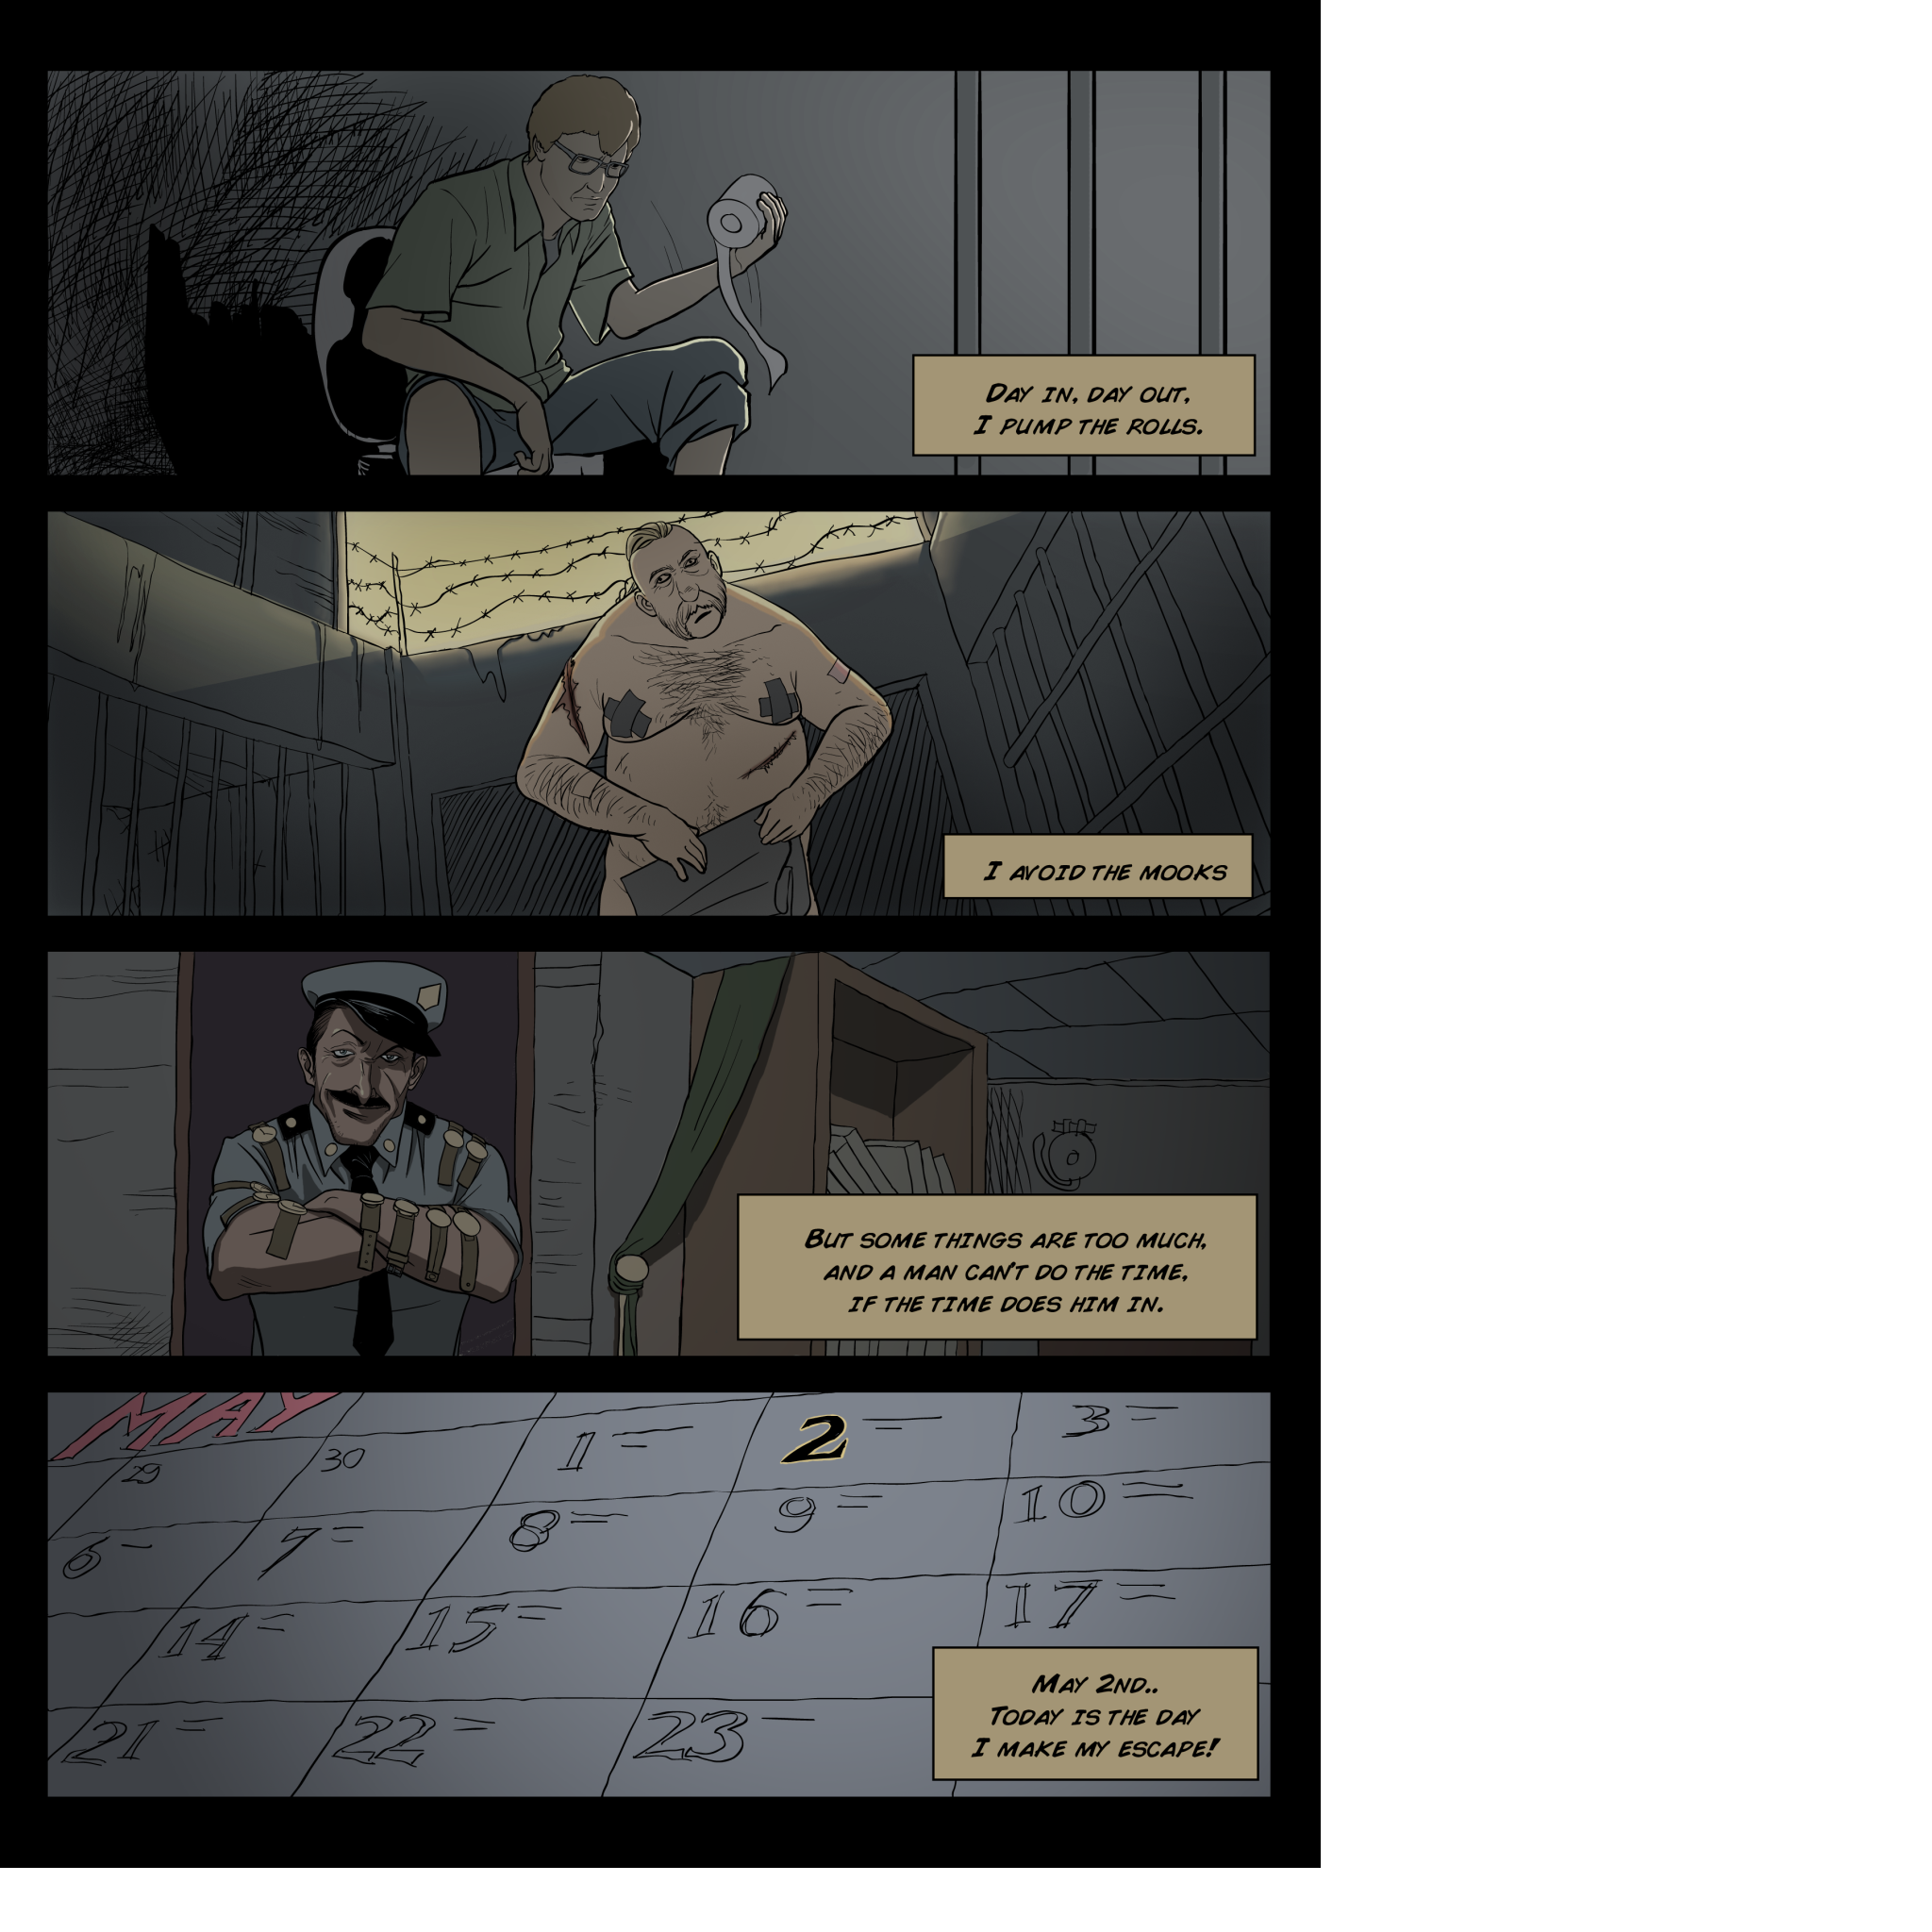 Day in, day out,
I pump the rolls.
I avoid the mooks
But some things are too much,
and a man can't do the time,
if the time does him in.
MAY
29 30 1 2 3
6 7 8 9 10
14 15 16 17
21 22 23
May 2nd..
Today is the day
I make my escape!